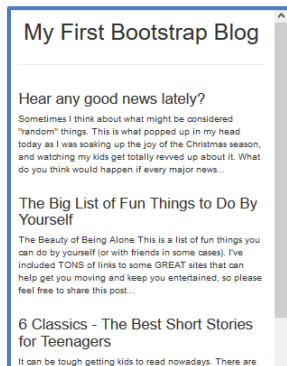 My First Bootstrap Blog
Hear any good news lately?
Sometimes I think about what might be considered
"random" things. This is what popped up in my head
today as I was soaking up the joy of the Christmas season,
and watching my kids get totally revved up about it. What
do you think would happen if every major news...
The Big List of Fun Things to Do By
Yourself
The Beauty of Being Alone This is a list of fun things you
can do by yourself (or with friends in some cases). I've
included TONS of links to some GREAT sites that can
help get you moving and keep you entertained, so please
feel free to share this post...
6 Classics - The Best Short Stories
for Teenagers
It can be tough getting kids to read nowadays. There are